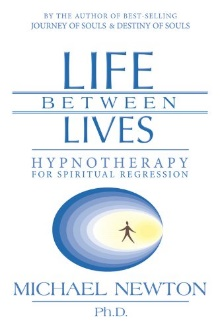 BY THE AUTHOR OF BEST-SELLING
JOURNEY OF SOULS & DESTINY OF SOULS
LIFE
BETWEEN
LIVES
HYPNOTHERAPY
FOR SPIRITUAL REGRESSION
MICHAEL NEWTON
Ph.D.